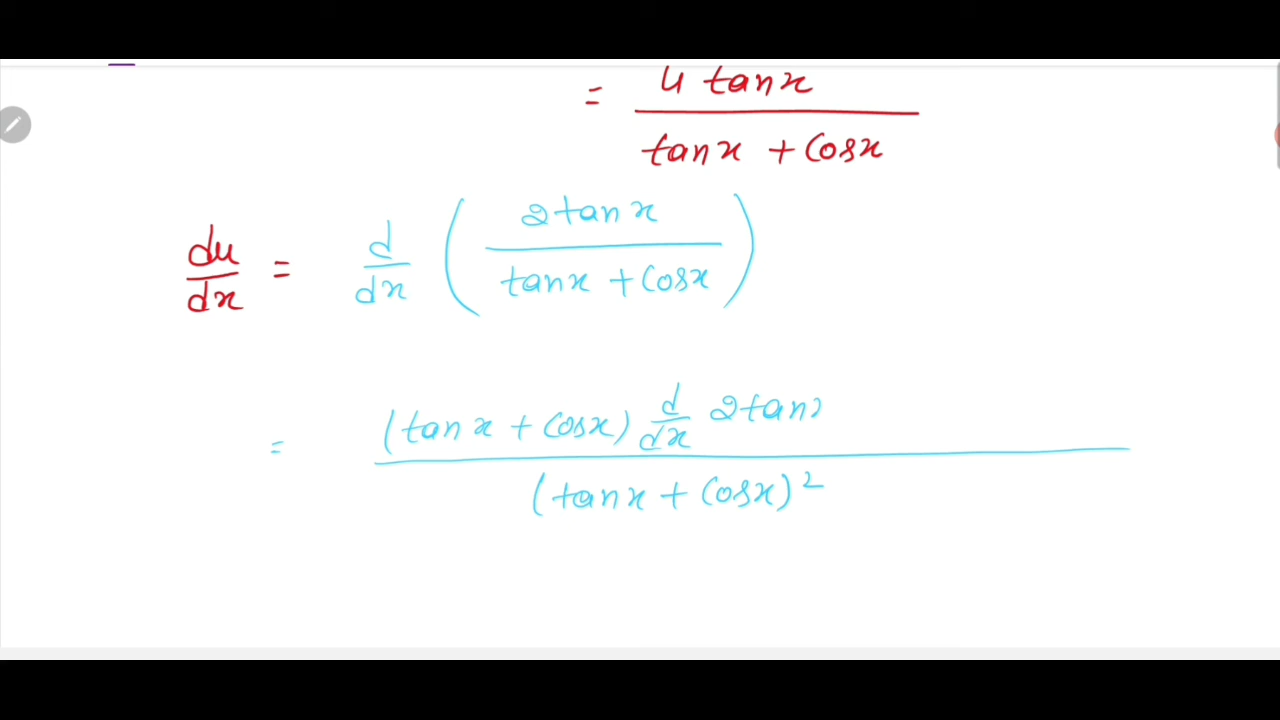 = 4 tanx / tanx + Cosx
du/dx = d/dx ( 2tanx / tanx + Cosx )
= (tanx + Cosx) d/dx 2tanx / (tanx + Cosx)²